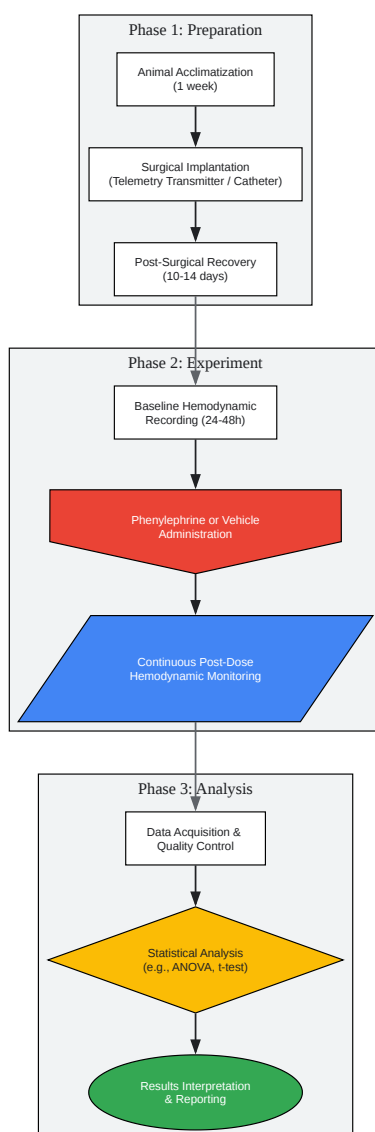 Phase 1: Preparation
Animal Acclimatization
(1 week)
Surgical Implantation
(Telemetry Transmitter / Catheter)
Post-Surgical Recovery
(10-14 days)
Phase 2: Experiment
Baseline Hemodynamic
Recording (24-48h)
Phenylephrine or Vehicle
Administration
Continuous Post-Dose
Hemodynamic Monitoring
Phase 3: Analysis
Data Acquisition &
Quality Control
Statistical Analysis
(e.g., ANOVA, t-test)
Results Interpretation
& Reporting